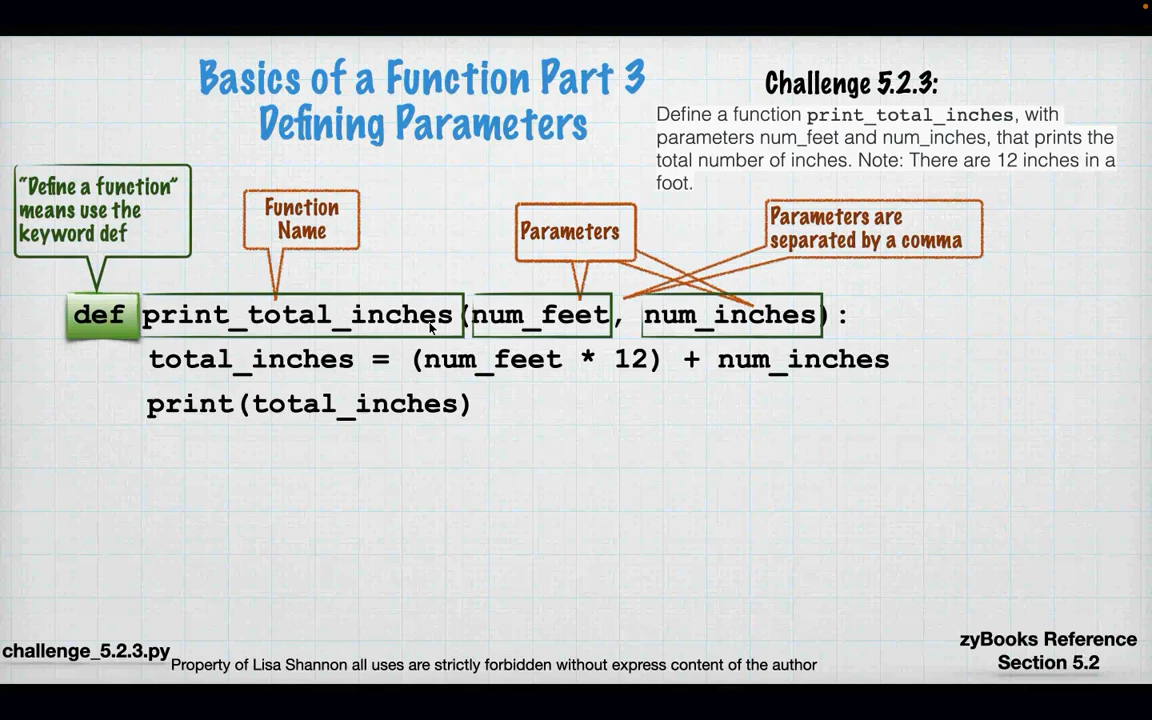 Basics of a Function Part 3
Defining Parameters
Challenge 5.2.3:
Define a function print_total_inches, with
parameters num_feet and num_inches, that prints the
total number of inches. Note: There are 12 inches in a
foot.
"Define a function"
means use the
keyword def
Function
Name
Parameters
Parameters are
separated by a comma
def print_total_inches(num_feet, num_inches):
total_inches = (num_feet * 12) + num_inches
print(total_inches)
challenge_5.2.3.py
Property of Lisa Shannon all uses are strictly forbidden without express content of the author
zyBooks Reference
Section 5.2